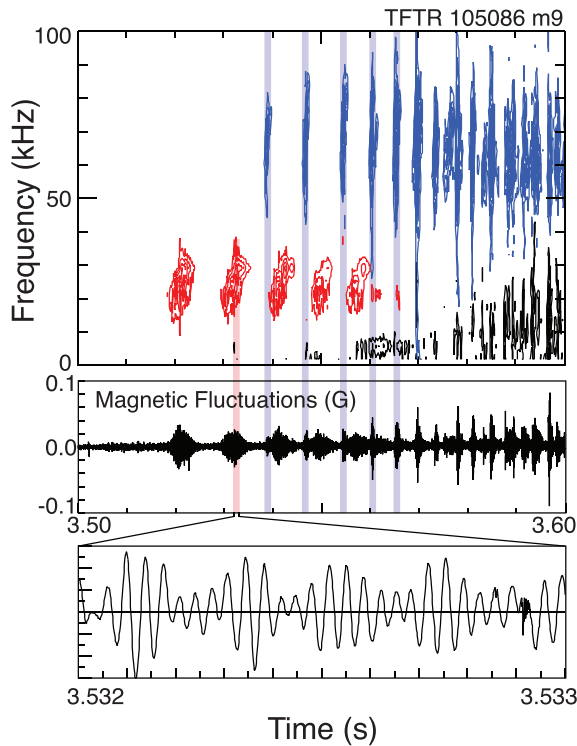 TFTR 105086 m9
100
50
0
Frequency (kHz)
0.1
Magnetic Fluctuations (G)
0.0
-0.1
3.50 3.60
3.532 3.533
Time (s)